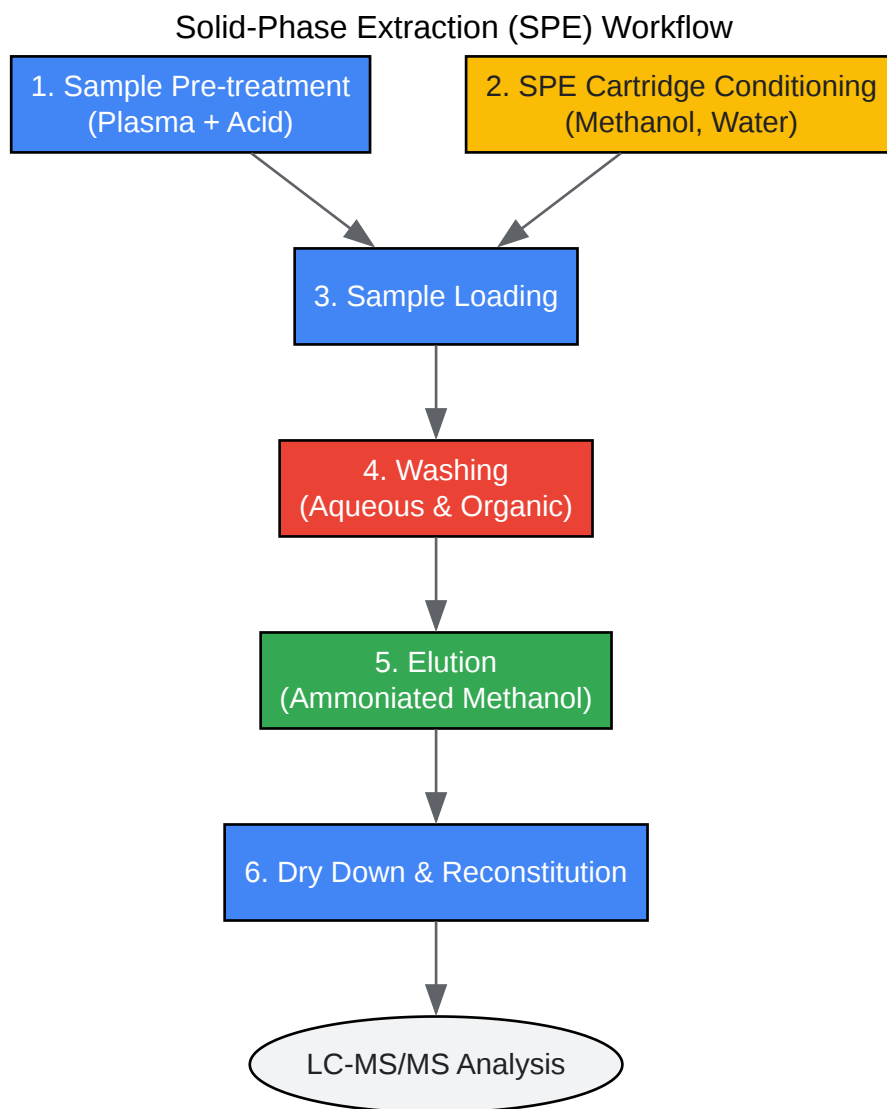 Solid-Phase Extraction (SPE) Workflow
1. Sample Pre-treatment
(Plasma + Acid)
2. SPE Cartridge Conditioning
(Methanol, Water)
3. Sample Loading
4. Washing
(Aqueous & Organic)
5. Elution
(Ammoniated Methanol)
6. Dry Down & Reconstitution
LC-MS/MS Analysis